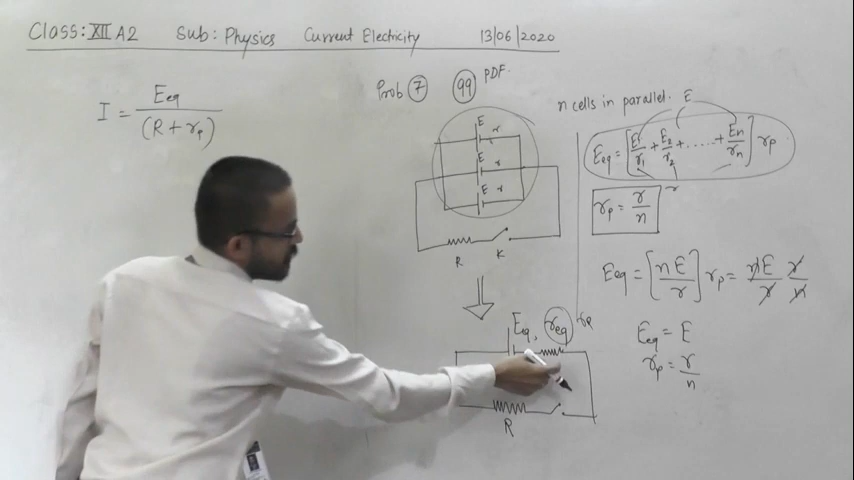 Class: XII A2 Sub: Physics Current Electricity 13/06/2020
I = Eeq / (R + rp)
Prob 7 99 PDF.
E r
E r
E r
R K
Eeq, req rp
R
n cells in parallel. E
Eeq = [E1/r1 + E2/r2 + ...... + En/rn] rp
rp = r/n
Eeq = [nE/r] rp = nE/r r/n
Eeq = E
rp = r/n